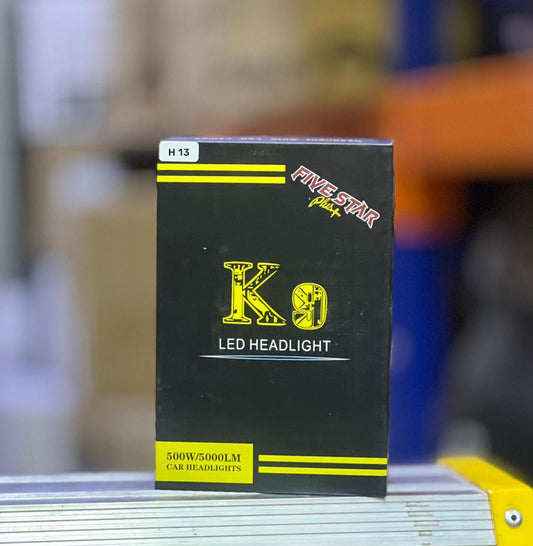 H 13
FIVE STAR
Plus+
K9
LED HEADLIGHT
500W/5000LM
CAR HEADLIGHTS